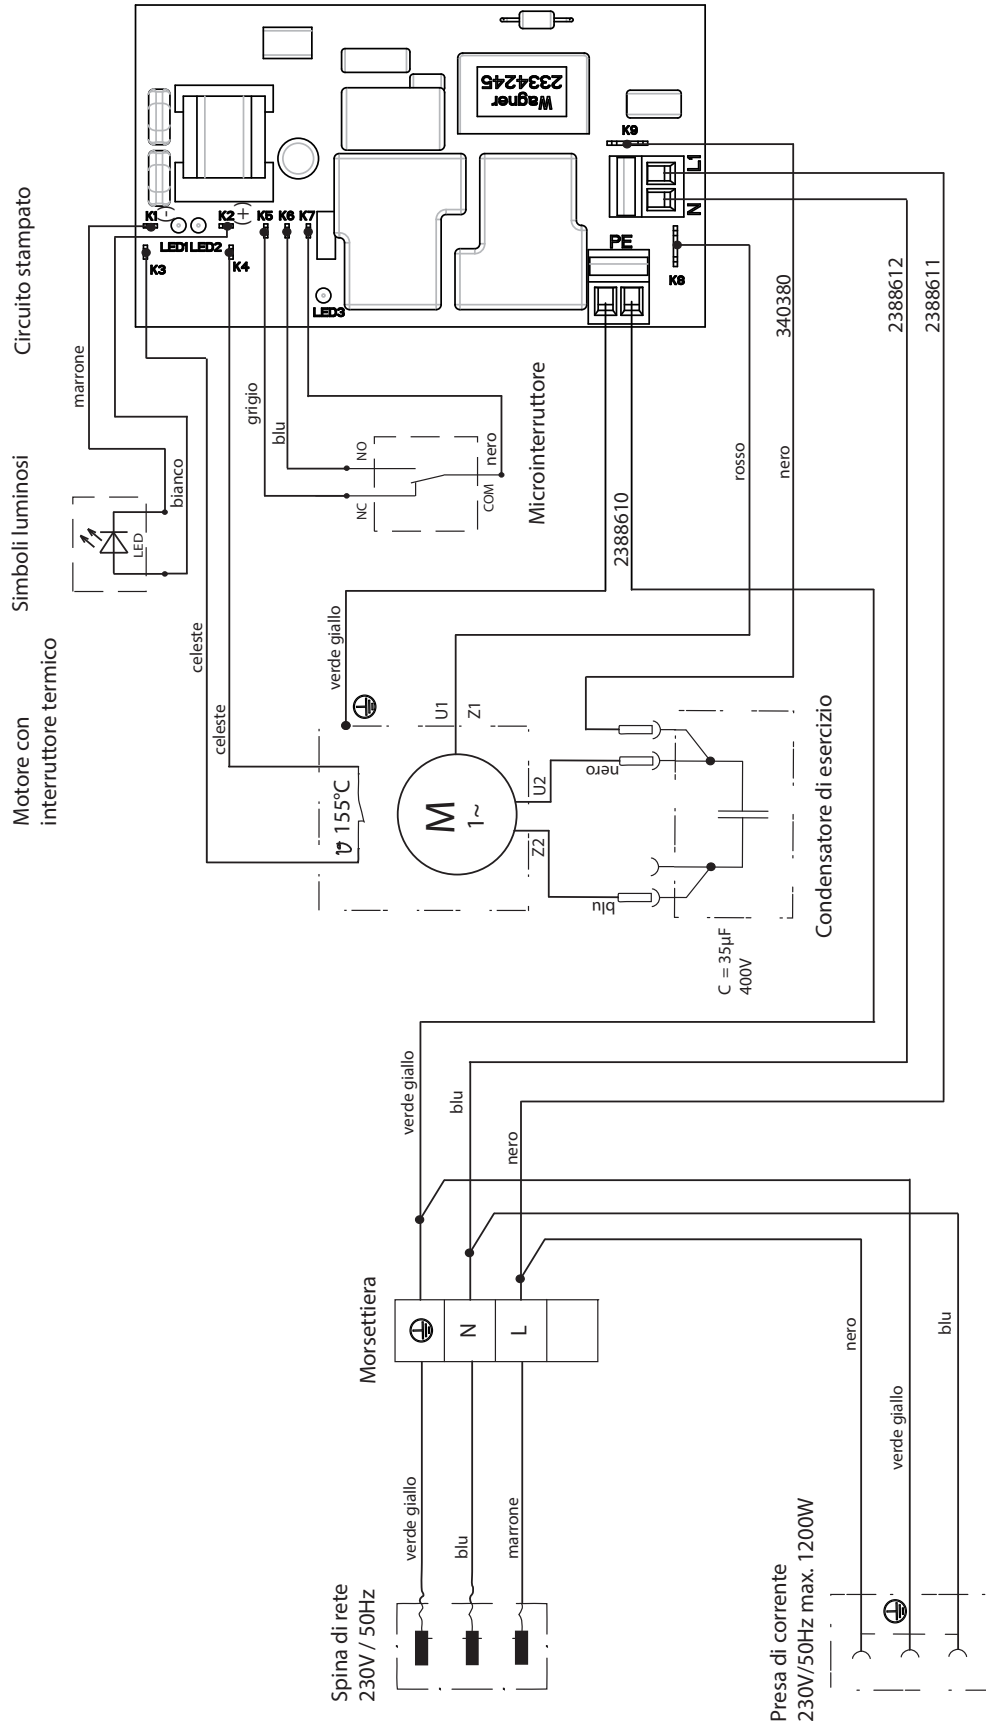 Circuito stampato
Simboli luminosi
Motore con
interruttore termico
Wagner
2334245
K1
(-)
LED1
LED2
K2
(+)
K3
K4
K5
K6
K7
LED3
K9
L1
N
PE
K8
marrone
bianco
LED
celeste
celeste
grigio
blu
nero
NO
NC
COM
Microinterruttore
2388610
rosso
nero
340380
2388612
2388611
verde giallo
ϑ 155°C
M
1~
U1
Z1
U2
Z2
nero
blu
Condensatore di esercizio
C = 35µF
400V
verde giallo
blu
nero
Morsettiera
N
L
verde giallo
blu
marrone
Spina di rete
230V / 50Hz
nero
verde giallo
blu
Presa di corrente
230V/50Hz max. 1200W